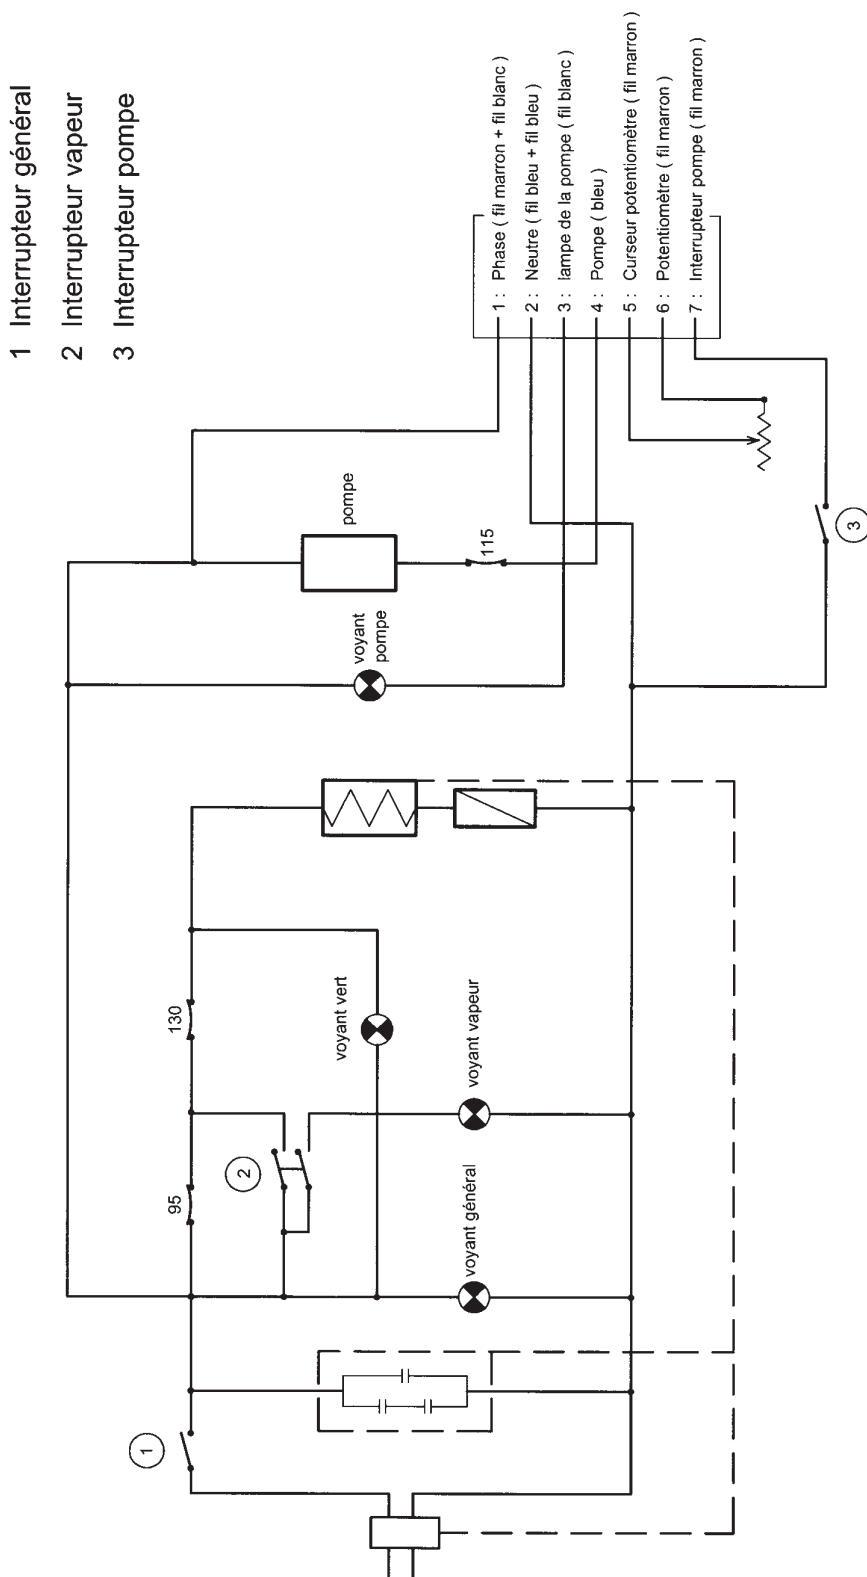 1 Interrupteur général
2 Interrupteur vapeur
3 Interrupteur pompe
1 : Phase ( fil marron + fil blanc )
2 : Neutre ( fil bleu + fil bleu )
3 : lampe de la pompe ( fil blanc )
4 : Pompe ( bleu )
5 : Curseur potentiomètre ( fil marron )
6 : Potentiomètre ( fil marron )
7 : Interrupteur pompe ( fil marron )
pompe
115
3
voyant
pompe
130
voyant vert
voyant vapeur
2
95
voyant général
1